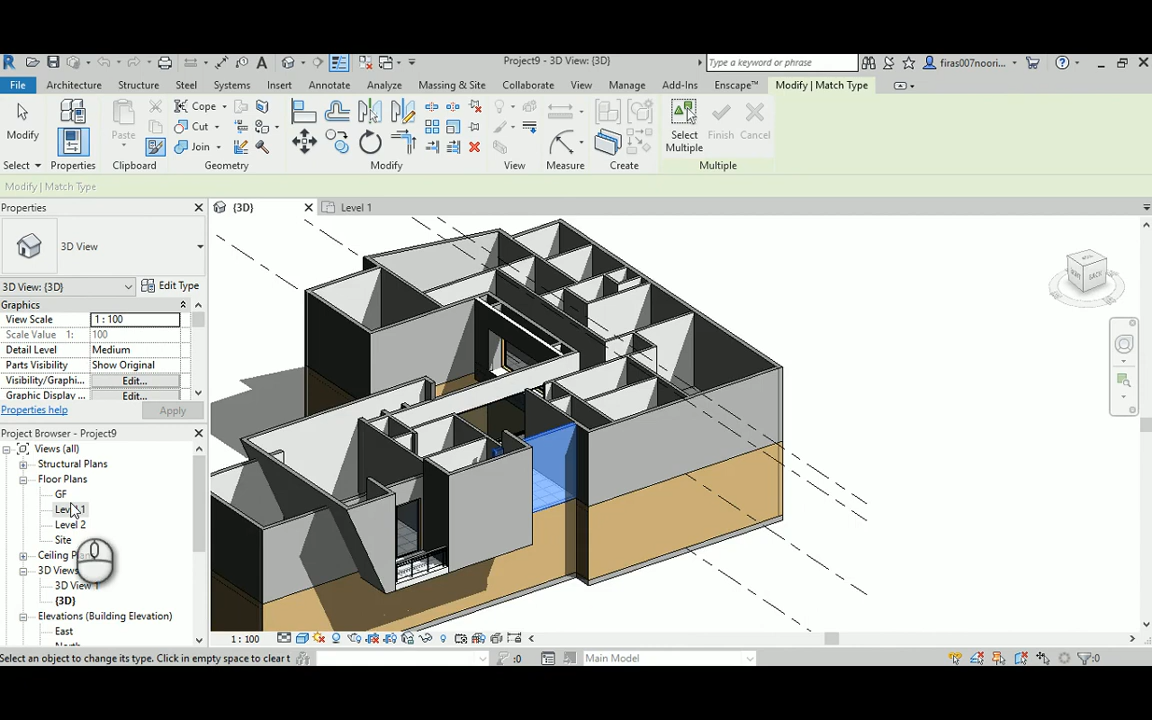 Project9 - 3D View: {3D}
Type a keyword or phrase
firas007noori...
File Architecture Structure Steel Systems Insert Annotate Analyze Massing & Site Collaborate View Manage Add-Ins Enscape™ Modify | Match Type
Modify
Paste
Cope
Cut
Join
Select Multiple
Finish
Cancel
Select Properties Clipboard Geometry Modify View Measure Create Multiple
Modify | Match Type
Properties
{3D}
Level 1
3D View
3D View: {3D}
Edit Type
Graphics
View Scale 1 : 100
Scale Value 1: 100
Detail Level Medium
Parts Visibility Show Original
Visibility/Graphi... Edit...
Graphic Display ... Edit...
Properties help
Apply
Project Browser - Project9
Views (all)
Structural Plans
Floor Plans
GF
Level 2
Site
3D Views
3D View
{3D}
Elevations (Building Elevation)
East
BACK
1 : 100
Select an object to change its type. Click in empty space to clear t
:0
Main Model
:0